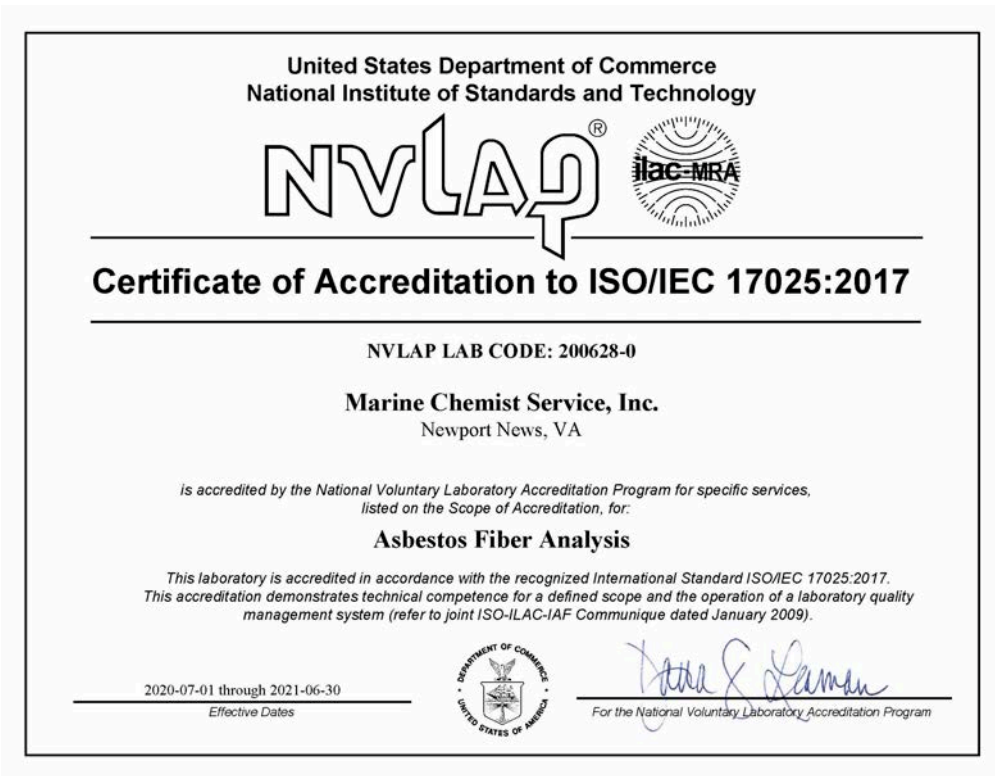 United States Department of Commerce
National Institute of Standards and Technology
NVLAP®
ilac-MRA
Certificate of Accreditation to ISO/IEC 17025:2017
NVLAP LAB CODE: 200628-0
Marine Chemist Service, Inc.
Newport News, VA
is accredited by the National Voluntary Laboratory Accreditation Program for specific services,
listed on the Scope of Accreditation, for:
Asbestos Fiber Analysis
This laboratory is accredited in accordance with the recognized International Standard ISO/IEC 17025:2017.
This accreditation demonstrates technical competence for a defined scope and the operation of a laboratory quality
management system (refer to joint ISO-ILAC-IAF Communique dated January 2009).
2020-07-01 through 2021-06-30
Effective Dates
DEPARTMENT OF COMMERCE
UNITED STATES OF AMERICA
For the National Voluntary Laboratory Accreditation Program